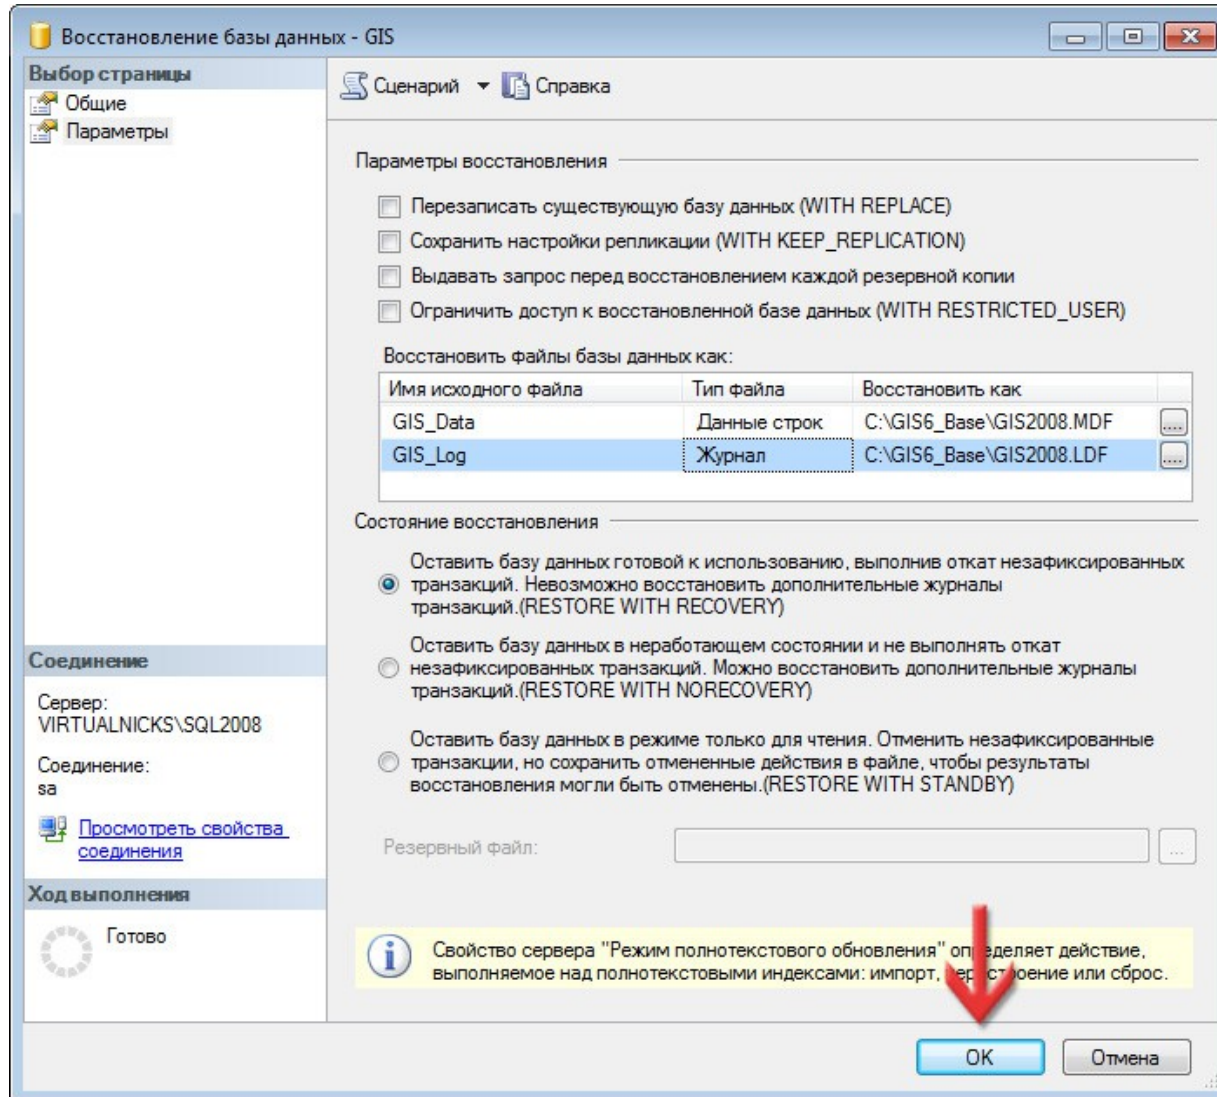 Восстановление базы данных - GIS
Выбор страницы
Общие
Параметры
Сценарий
Справка
Параметры восстановления
Перезаписать существующую базу данных (WITH REPLACE)
Сохранить настройки репликации (WITH KEEP_REPLICATION)
Выдавать запрос перед восстановлением каждой резервной копии
Ограничить доступ к восстановленной базе данных (WITH RESTRICTED_USER)
Восстановить файлы базы данных как:
Имя исходного файла Тип файла Восстановить как
GIS_Data Данные строк C:\GIS6_Base\GIS2008.MDF ....
GIS_Log Журнал C:\GIS6_Base\GIS2008.LDF ....
Состояние восстановления
Оставить базу данных готовой к использованию, выполнив откат незафиксированных
транзакций. Невозможно восстановить дополнительные журналы
транзакций.(RESTORE WITH RECOVERY)
Оставить базу данных в неработающем состоянии и не выполнять откат
незафиксированных транзакций. Можно восстановить дополнительные журналы
транзакций.(RESTORE WITH NORECOVERY)
Оставить базу данных в режиме только для чтения. Отменить незафиксированные
транзакции, но сохранить отмененные действия в файле, чтобы результаты
восстановления могли быть отменены.(RESTORE WITH STANDBY)
Резервный файл: ...
Соединение
Сервер:
VIRTUALNICKS\SQL2008
Соединение:
sa
Просмотреть свойства
соединения
Ход выполнения
Готово
Свойство сервера "Режим полнотекстового обновления" определяет действие,
выполняемое над полнотекстовыми индексами: импорт, перестроение или сброс.
OK
Отмена